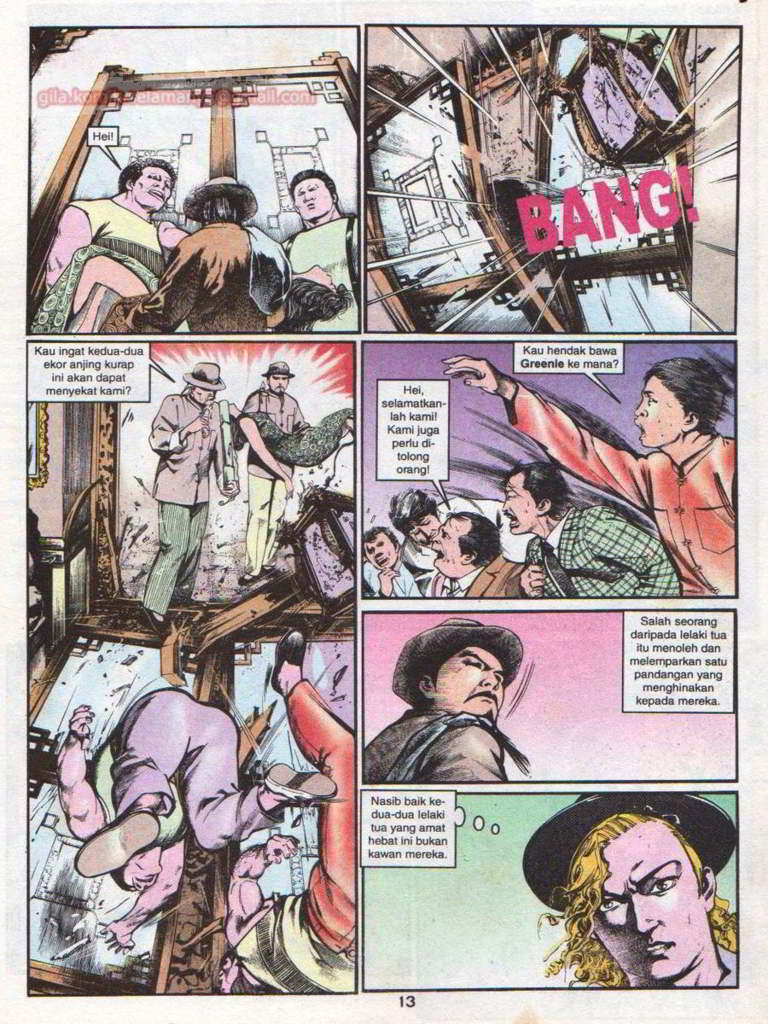 Hei!
BANG!
Kau ingat kedua-dua
ekor anjing kurap
ini akan dapat
menyekat kami?
Kau hendak bawa
Greenie ke mana?
Hei,
selamatkan-
lah kami!
Kami juga
perlu di-
tolong
orang!
Salah seorang
daripada lelaki tua
itu menoleh dan
melemparkan satu
pandangan yang
menghinakan
kepada mereka.
Nasib baik ke-
dua-dua lelaki
tua yang amat
hebat ini bukan
kawan mereka.
13